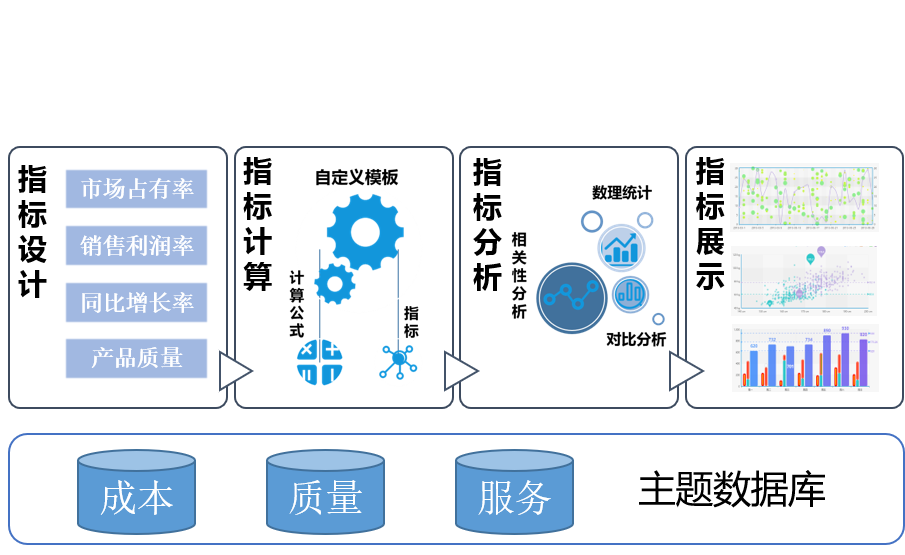 指标设计
市场占有率
销售利润率
同比增长率
产品质量
指标计算
自定义模板
计算公式
指标
指标分析
数理统计
相关性分析
对比分析
指标展示
成本
质量
服务
主题数据库